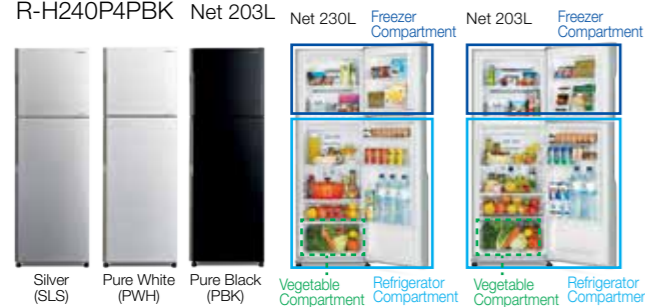 R-H240P4PBK Net 203L
Net 230L
Freezer
Compartment
Net 203L
Freezer
Compartment
Silver
(SLS)
Pure White
(PWH)
Pure Black
(PBK)
Vegetable
Compartment
Refrigerator
Compartment
Vegetable
Compartment
Refrigerator
Compartmer